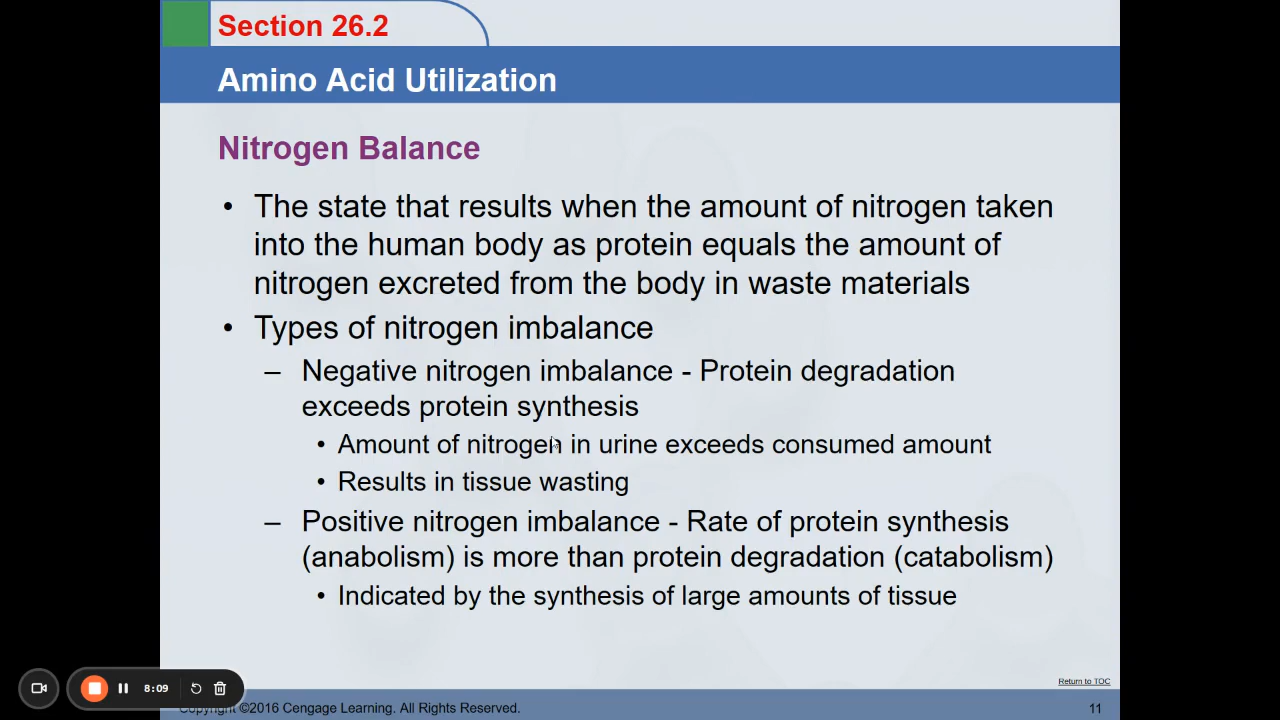 Section 26.2
Amino Acid Utilization
Nitrogen Balance
• The state that results when the amount of nitrogen taken
into the human body as protein equals the amount of
nitrogen excreted from the body in waste materials
• Types of nitrogen imbalance
– Negative nitrogen imbalance - Protein degradation
exceeds protein synthesis
• Amount of nitrogen in urine exceeds consumed amount
• Results in tissue wasting
– Positive nitrogen imbalance - Rate of protein synthesis
(anabolism) is more than protein degradation (catabolism)
• Indicated by the synthesis of large amounts of tissue
Return to TOC
8:09
Copyright ©2016 Cengage Learning. All Rights Reserved.
11